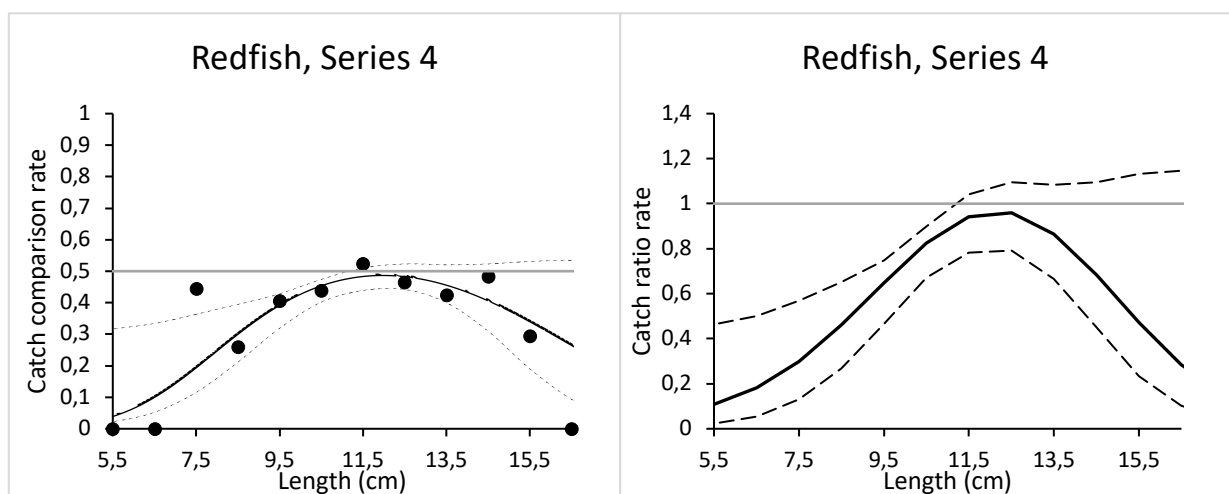 Redfish, Series 4
Catch comparison rate
1
0,9
0,8
0,7
0,6
0,5
0,4
0,3
0,2
0,1
0
5,5 7,5 9,5 11,5 13,5 15,5
Length (cm)
Redfish, Series 4
Catch ratio rate
1,4
1,2
1
0,8
0,6
0,4
0,2
0
5,5 7,5 9,5 11,5 13,5 15,5
Length (cm)